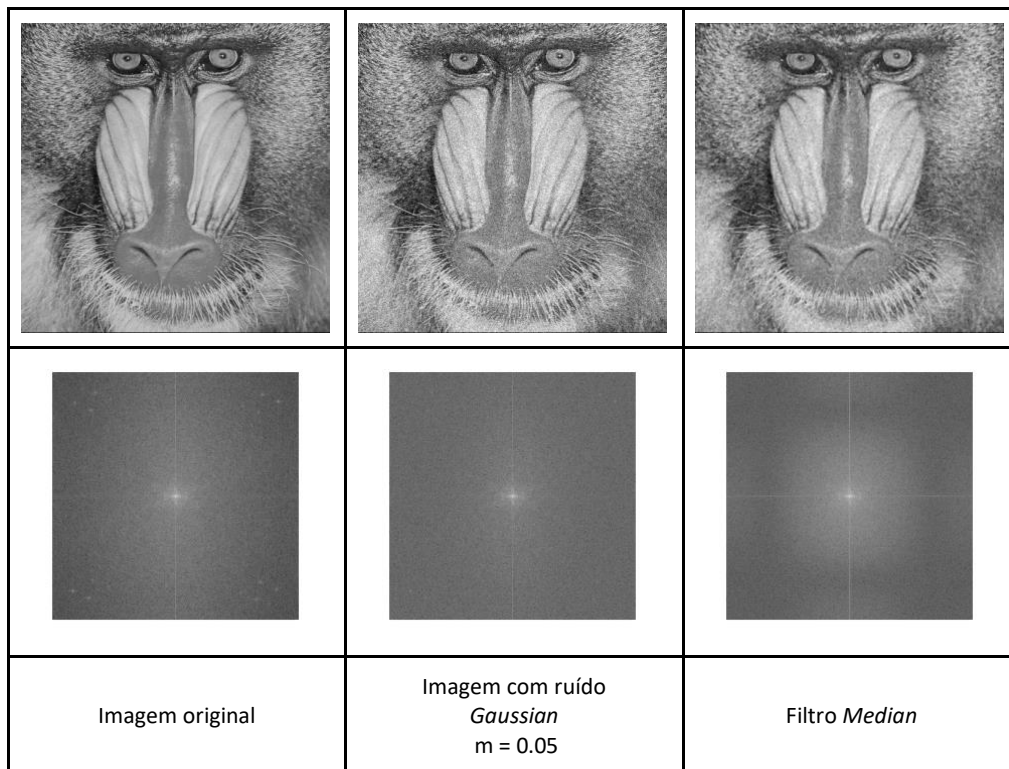 Imagem original
Imagem com ruído
Gaussian
m = 0.05
Filtro Median